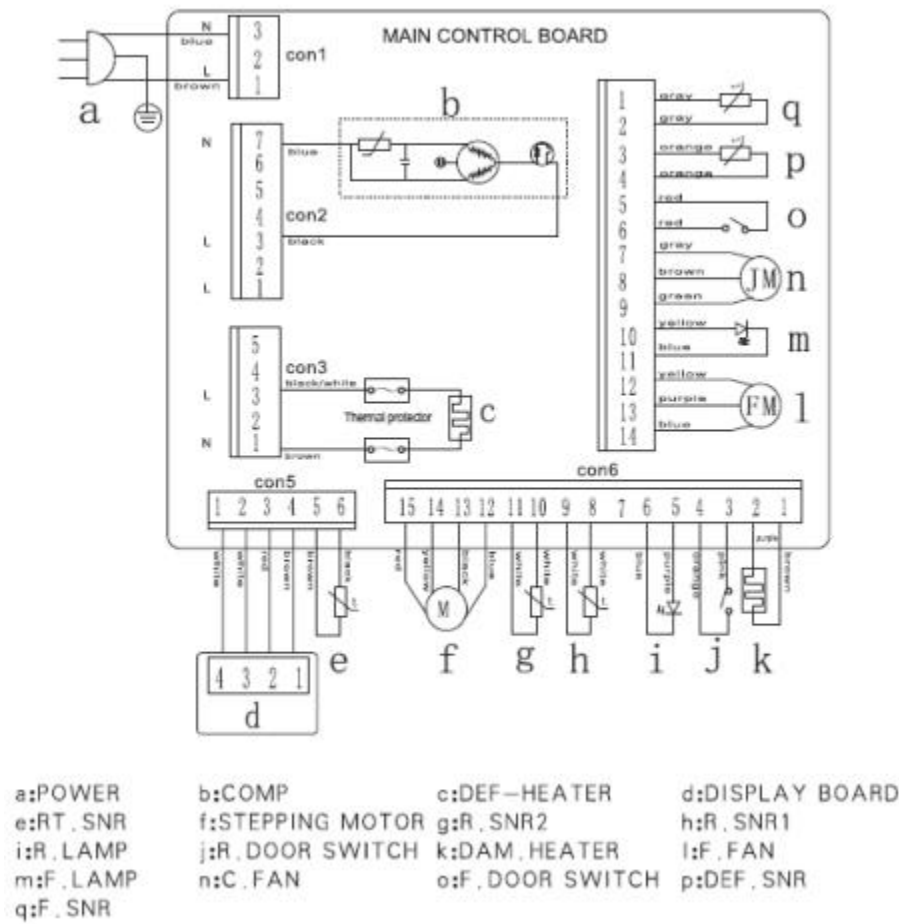 MAIN CONTROL BOARD
N
blue
L
brown
3
2
1
con1
a
N
L
L
7
6
5
4
3
2
1
con2
blue
black
b
L
N
5
4
3
2
1
con3
black/white
Thermal protector
brown
c
1
2
3
4
5
6
7
8
9
10
11
12
13
14
gray
gray
orange
orange
red
red
gray
brown
green
yellow
blue
yellow
purple
blue
q
p
o
JM n
m
FM l
con5
1 2 3 4 5 6
white
white
red
brown
brown
black
t
4 3 2 1
d
e
con6
15 14 13 12 11 10 9 8 7 6 5 4 3 2 1
red
yellow
black
blue
white
white
white
white
blue
purple
orange
pink
brown
M
t
t
f g h i j k
a:POWER b:COMP c:DEF-HEATER d:DISPLAY BOARD
e:RT.SNR f:STEPPING MOTOR g:R.SNR2 h:R.SNR1
i:R.LAMP j:R.DOOR SWITCH k:DAM.HEATER l:F.FAN
m:F.LAMP n:C.FAN o:F.DOOR SWITCH p:DEF.SNR
q:F.SNR